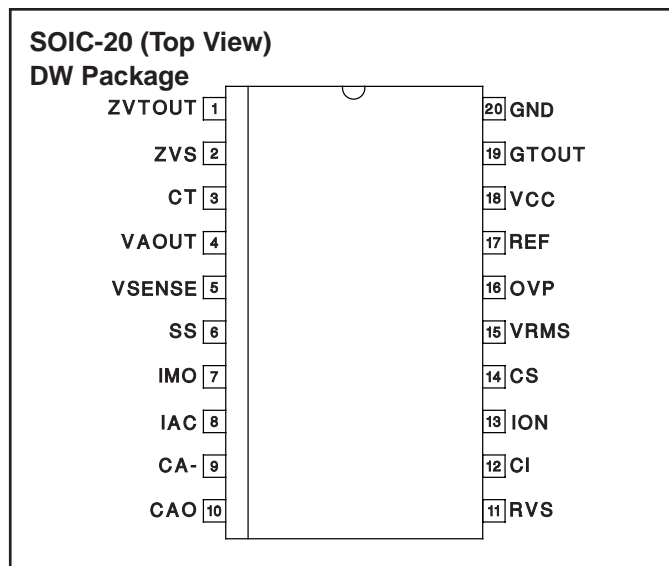 SOIC-20 (Top View)
DW Package
ZVTOUT 1
20 GND
ZVS 2
19 GTOUT
CT 3
18 VCC
VAOUT 4
17 REF
VSENSE 5
16 OVP
SS 6
15 VRMS
IMO 7
14 CS
IAC 8
13 ION
CA- 9
12 CI
CAO 10
11 RVS